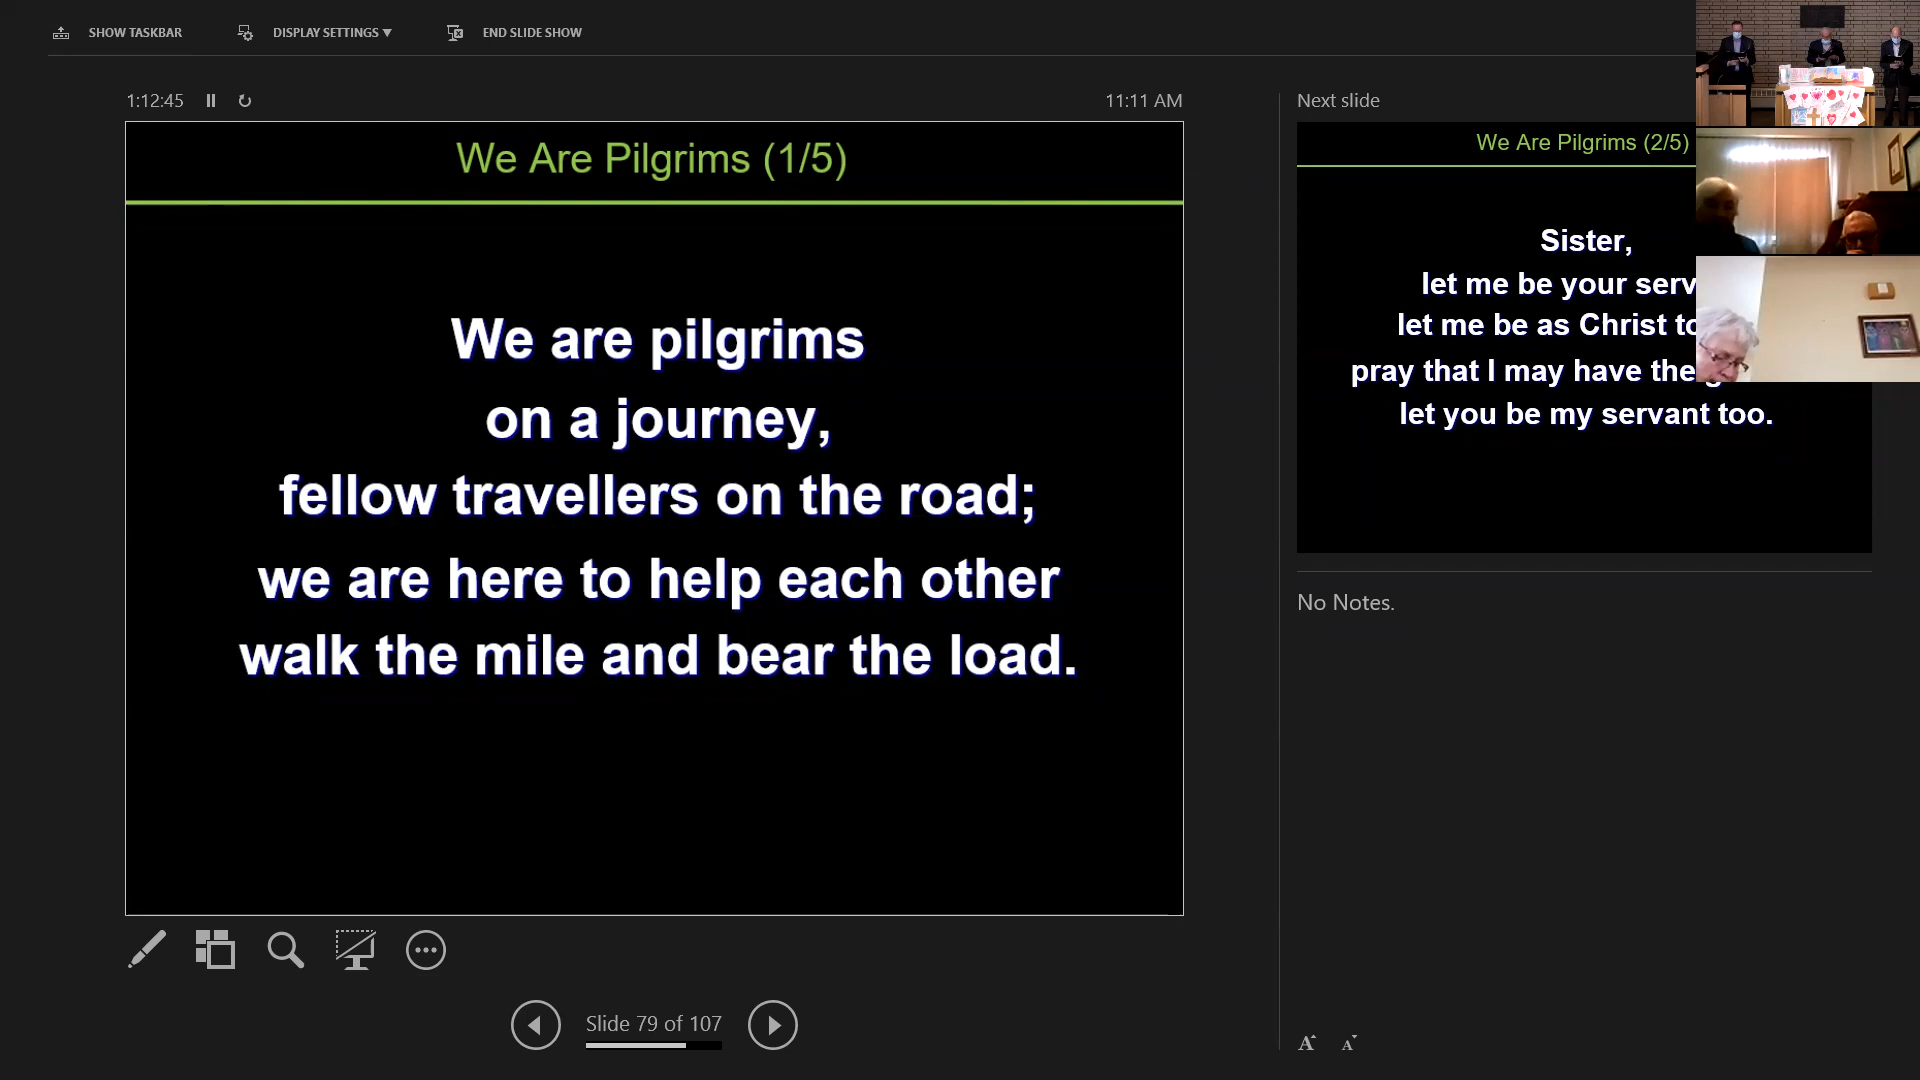 SHOW TASKBAR
DISPLAY SETTINGS ▼
END SLIDE SHOW
1:12:45
11:11 AM
We Are Pilgrims (1/5)
We are pilgrims
on a journey,
fellow travellers on the road;
we are here to help each other
walk the mile and bear the load.
Slide 79 of 107
Next slide
We Are Pilgrims (2/5)
Sister,
let me be your serv
let me be as Christ to
pray that I may have the
let you be my servant too.
No Notes.
A A